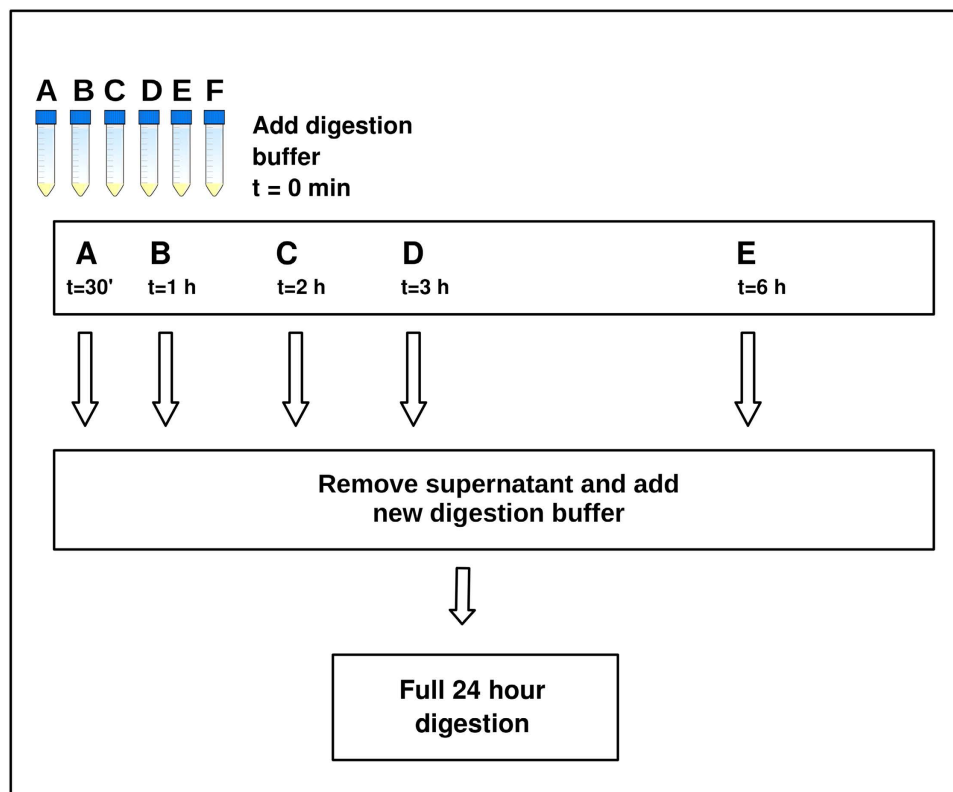 A B C D E F
Add digestion
buffer
t = 0 min
A B C D E
t=30' t=1 h t=2 h t=3 h t=6 h
Remove supernatant and add
new digestion buffer
Full 24 hour
digestion